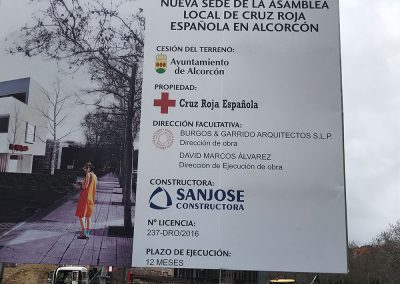 NUEVA SEDE DE LA ASAMBLEA
LOCAL DE CRUZ ROJA
ESPAÑOLA EN ALCORCÓN
CESIÓN DEL TERRENO:
Ayuntamiento
de Alcorcón
PROPIEDAD:
Cruz Roja Española
DIRECCIÓN FACULTATIVA:
BURGOS & GARRIDO ARQUITECTOS S.L.P.
Dirección de obra
DAVID MARCOS ÁLVAREZ
Dirección de Ejecución de obra
CONSTRUCTORA:
SANJOSE
CONSTRUCTORA
Nº LICENCIA:
237-DRO/2016
PLAZO DE EJECUCIÓN:
12 MESES